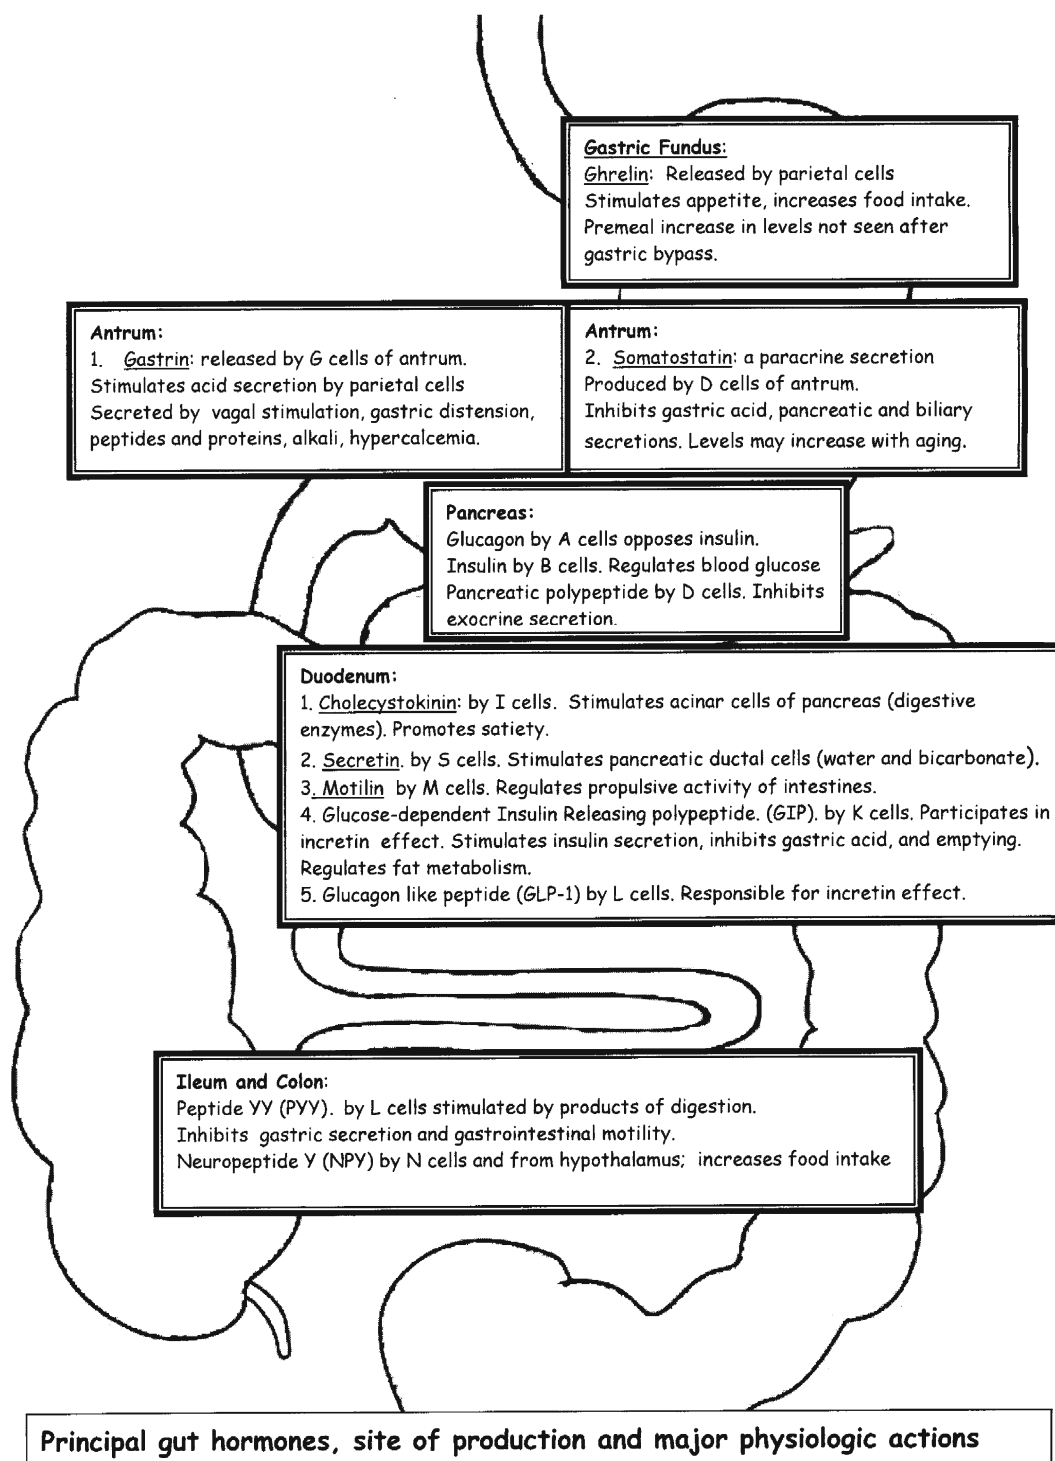 Gastric Fundus:
Ghrelin: Released by parietal cells
Stimulates appetite, increases food intake.
Premeal increase in levels not seen after
gastric bypass.
Antrum:
1. Gastrin: released by G cells of antrum.
Stimulates acid secretion by parietal cells
Secreted by vagal stimulation, gastric distension,
peptides and proteins, alkali, hypercalcemia.
Antrum:
2. Somatostatin: a paracrine secretion
Produced by D cells of antrum.
Inhibits gastric acid, pancreatic and biliary
secretions. Levels may increase with aging.
Pancreas:
Glucagon by A cells opposes insulin.
Insulin by B cells. Regulates blood glucose
Pancreatic polypeptide by D cells. Inhibits
exocrine secretion.
Duodenum:
1. Cholecystokinin: by I cells. Stimulates acinar cells of pancreas (digestive
enzymes). Promotes satiety.
2. Secretin. by S cells. Stimulates pancreatic ductal cells (water and bicarbonate).
3. Motilin by M cells. Regulates propulsive activity of intestines.
4. Glucose-dependent Insulin Releasing polypeptide. (GIP). by K cells. Participates in
incretin effect. Stimulates insulin secretion, inhibits gastric acid, and emptying.
Regulates fat metabolism.
5. Glucagon like peptide (GLP-1) by L cells. Responsible for incretin effect.
Ileum and Colon:
Peptide YY (PYY). by L cells stimulated by products of digestion.
Inhibits gastric secretion and gastrointestinal motility.
Neuropeptide Y (NPY) by N cells and from hypothalamus; increases food intake
Principal gut hormones, site of production and major physiologic actions